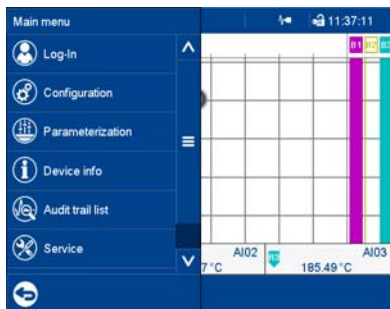 Main menu
11:37:11
Log-In
B1 B2 B3
Configuration
Parameterization
Device info
Audit trail list
Service
AI02
AI03
7°C
185.49°C